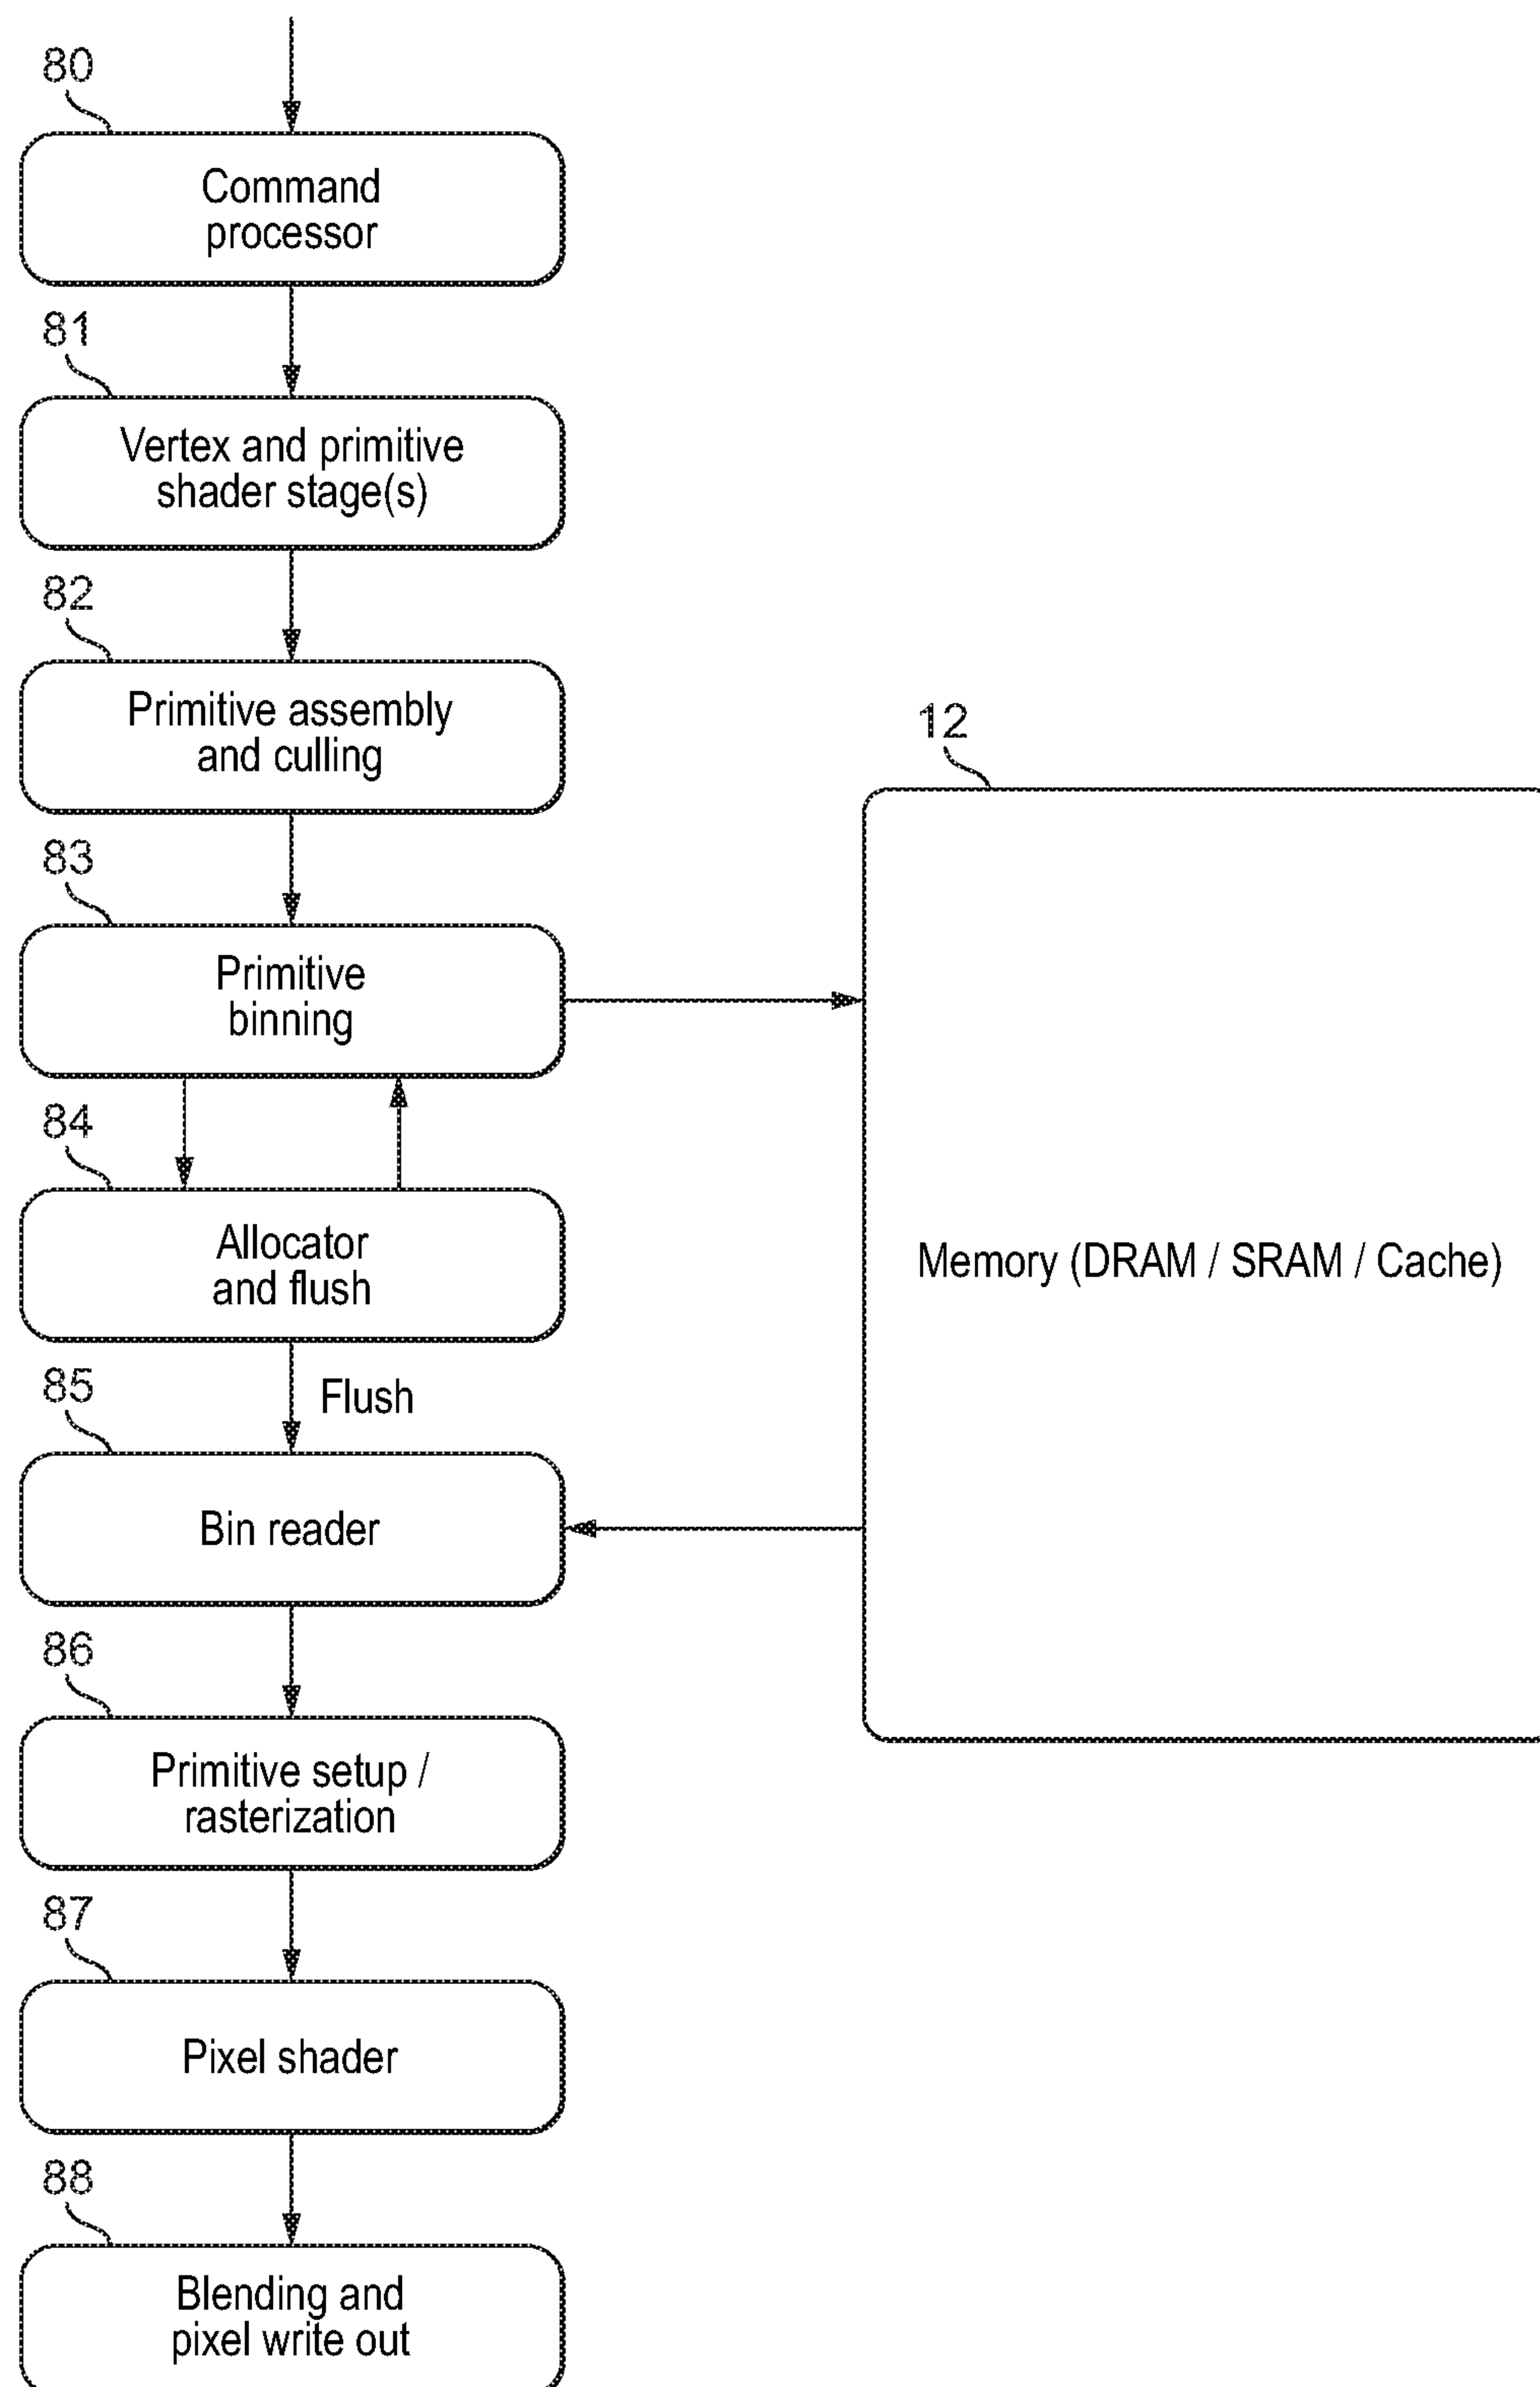 80
Command
processor
81
Vertex and primitive
shader stage(s)
82
Primitive assembly
and culling
12
83
Primitive
binning
84
Allocator
and flush
Memory (DRAM / SRAM / Cache)
Flush
85
Bin reader
86
Primitive setup /
rasterization
87
Pixel shader
88
Blending and
pixel write out